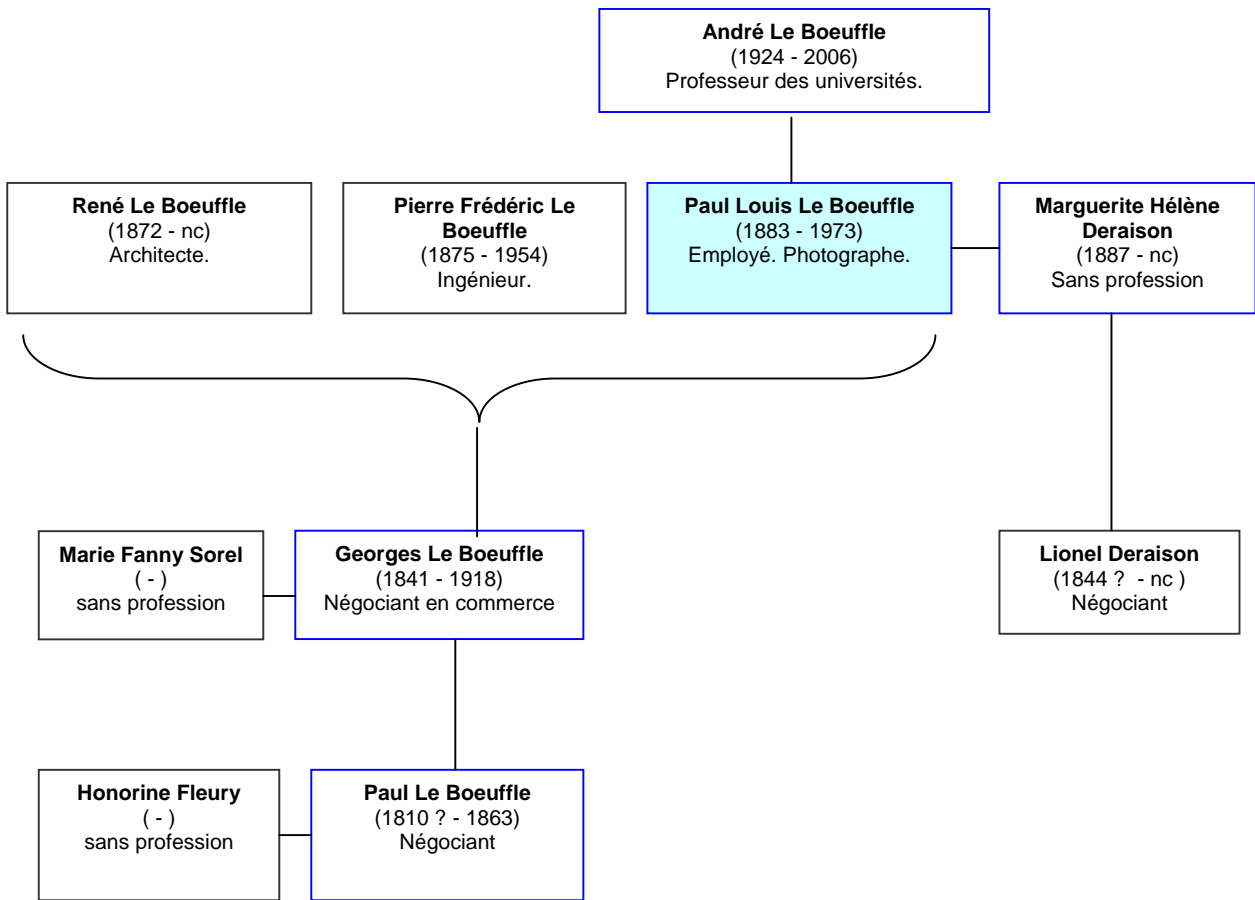 André Le Boeuffle
(1924 - 2006)
Professeur des universités.
René Le Boeuffle
(1872 - nc)
Architecte.
Pierre Frédéric Le
Boeuffle
(1875 - 1954)
Ingénieur.
Paul Louis Le Boeuffle
(1883 - 1973)
Employé. Photographe.
Marguerite Hélène
Deraison
(1887 - nc)
Sans profession
Marie Fanny Sorel
( - )
sans profession
Georges Le Boeuffle
(1841 - 1918)
Négociant en commerce
Lionel Deraison
(1844 ?  - nc )
Négociant
Honorine Fleury
( - )
sans profession
Paul Le Boeuffle
(1810 ? - 1863)
Négociant